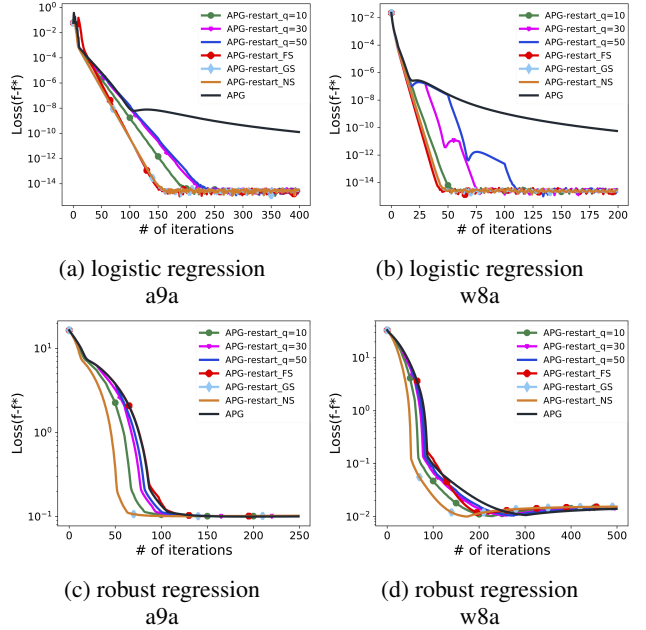 10^0
10^-2
10^-4
10^-6
10^-8
10^-10
10^-12
10^-14
Loss(f-f*)
0 50 100 150 200 250 300 350 400
# of iterations
APG-restart_q=10
APG-restart_q=30
APG-restart_q=50
APG-restart_FS
APG-restart_GS
APG-restart_NS
APG
(a) logistic regression
a9a
10^-2
10^-4
10^-6
10^-8
10^-10
10^-12
10^-14
Loss(f-f*)
0 25 50 75 100 125 150 175 200
# of iterations
APG-restart_q=10
APG-restart_q=30
APG-restart_q=50
APG-restart_FS
APG-restart_GS
APG-restart_NS
APG
(b) logistic regression
w8a
10^1
10^0
10^-1
Loss(f-f*)
0 50 100 150 200 250
# of iterations
APG-restart_q=10
APG-restart_q=30
APG-restart_q=50
APG-restart_FS
APG-restart_GS
APG-restart_NS
APG
(c) robust regression
a9a
10^1
10^0
10^-1
10^-2
Loss(f-f*)
0 100 200 300 400 500
# of iterations
APG-restart_q=10
APG-restart_q=30
APG-restart_q=50
APG-restart_FS
APG-restart_GS
APG-restart_NS
APG
(d) robust regression
w8a